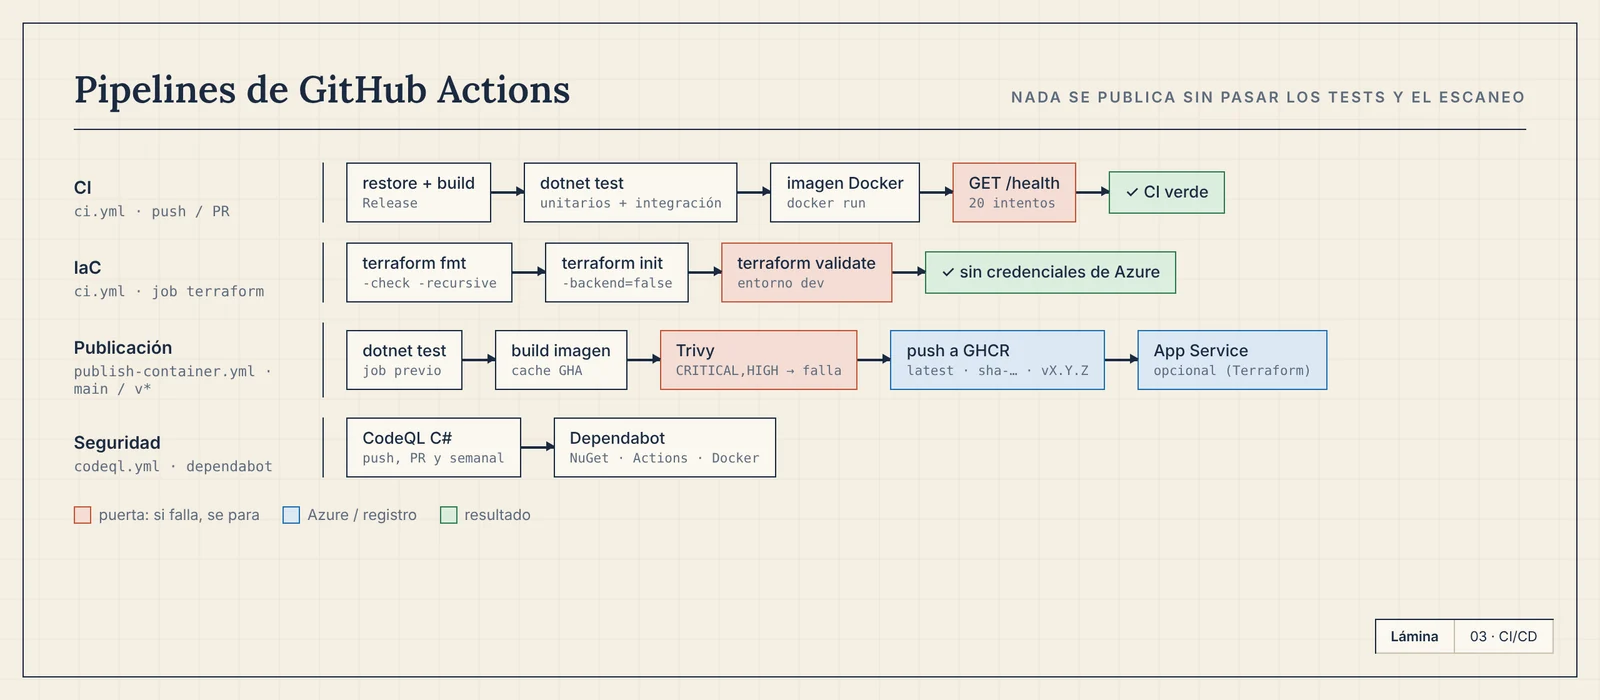 Pipelines de GitHub Actions
NADA SE PUBLICA SIN PASAR LOS TESTS Y EL ESCANEO
CI
ci.yml · push / PR
restore + build
Release
dotnet test
unitarios + integración
imagen Docker
docker run
GET /health
20 intentos
✓ CI verde
IaC
ci.yml · job terraform
terraform fmt
-check -recursive
terraform init
-backend=false
terraform validate
entorno dev
✓ sin credenciales de Azure
Publicación
publish-container.yml ·
main / v*
dotnet test
job previo
build imagen
cache GHA
Trivy
CRITICAL,HIGH → falla
push a GHCR
latest · sha-… · vX.Y.Z
App Service
opcional (Terraform)
Seguridad
codeql.yml · dependabot
CodeQL C#
push, PR y semanal
Dependabot
NuGet · Actions · Docker
puerta: si falla, se para
Azure / registro
resultado
Lámina
03 · CI/CD